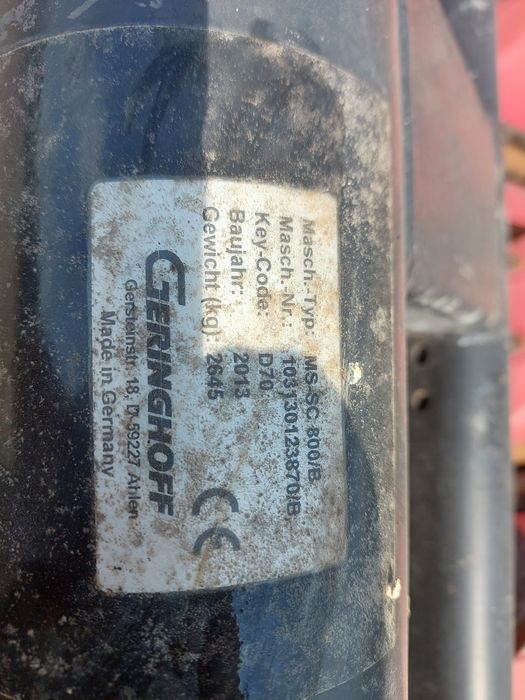 Masch.-Typ: MS-SC 800/B
Masch.-Nr.: 103130123870/B
Key-Code: D70
Baujahr: 2013
Gewicht (kg): 2645
CE
GERINGHOFF
Gersteinstr. 18, D, 59227 Ahlen
Made in Germany